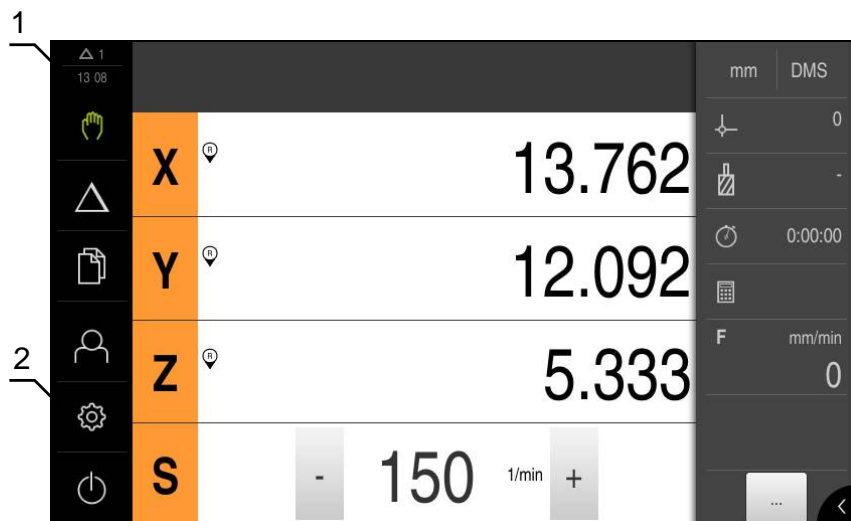 1
1
13 08
mm DMS
0
X R 13.762
-
Y R 12.092
0:00:00
2
Z R 5.333
F mm/min
0
S - 150 1/min +
...